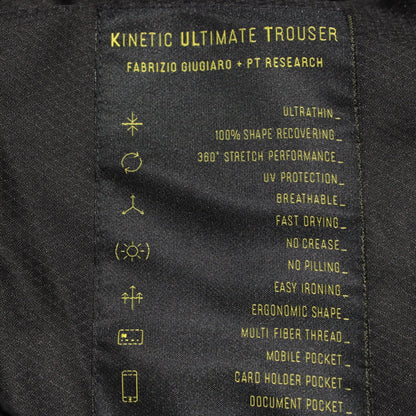 KINETIC ULTIMATE TROUSER
FABRIZIO GIUGIARO + PT RESEARCH
ULTRATHIN_
100% SHAPE RECOVERING_
360° STRETCH PERFORMANCE_
UV PROTECTION_
BREATHABLE_
FAST DRYING_
NO CREASE_
NO PILLING_
EASY IRONING_
ERGONOMIC SHAPE_
MULTI FIBER THREAD_
MOBILE POCKET_
CARD HOLDER POCKET_
DOCUMENT POCKET_